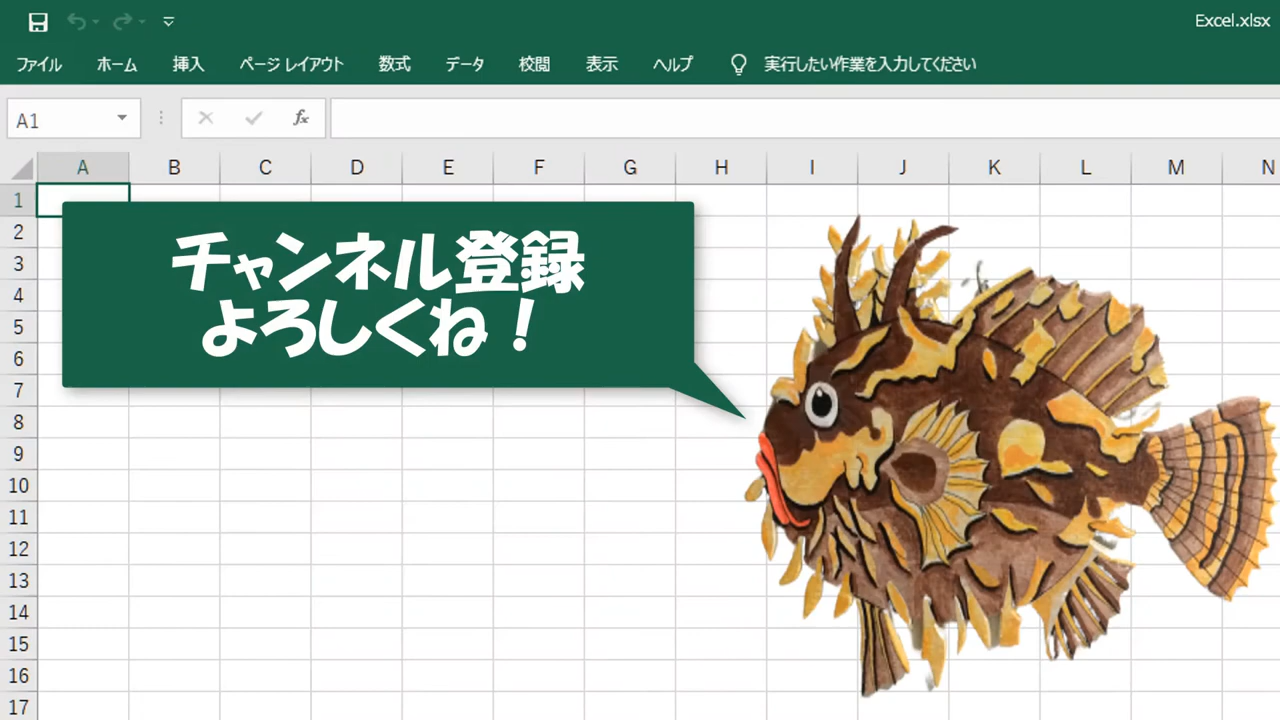 Excel.xlsx
ファイル ホーム 挿入 ページ レイアウト 数式 データ 校閲 表示 ヘルプ 実行したい作業を入力してください
A1 fx
A B C D E F G H I J K L M N
1
2
3
4
5
6
7
8
9
10
11
12
13
14
15
16
17
チャンネル登録
よろしくね！